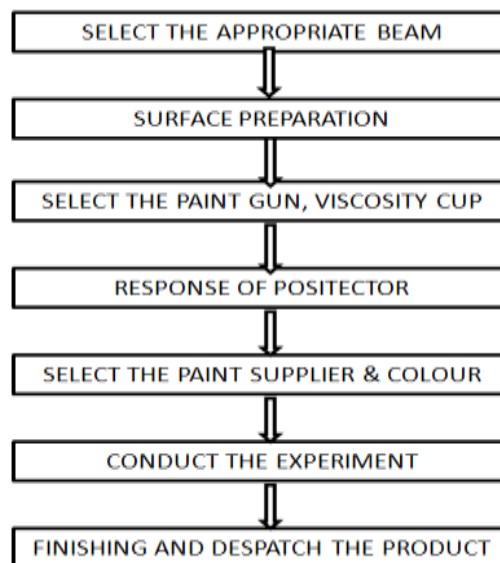 SELECT THE APPROPRIATE BEAM
SURFACE PREPARATION
SELECT THE PAINT GUN, VISCOSITY CUP
RESPONSE OF POSITECTOR
SELECT THE PAINT SUPPLIER & COLOUR
CONDUCT THE EXPERIMENT
FINISHING AND DESPATCH THE PRODUCT